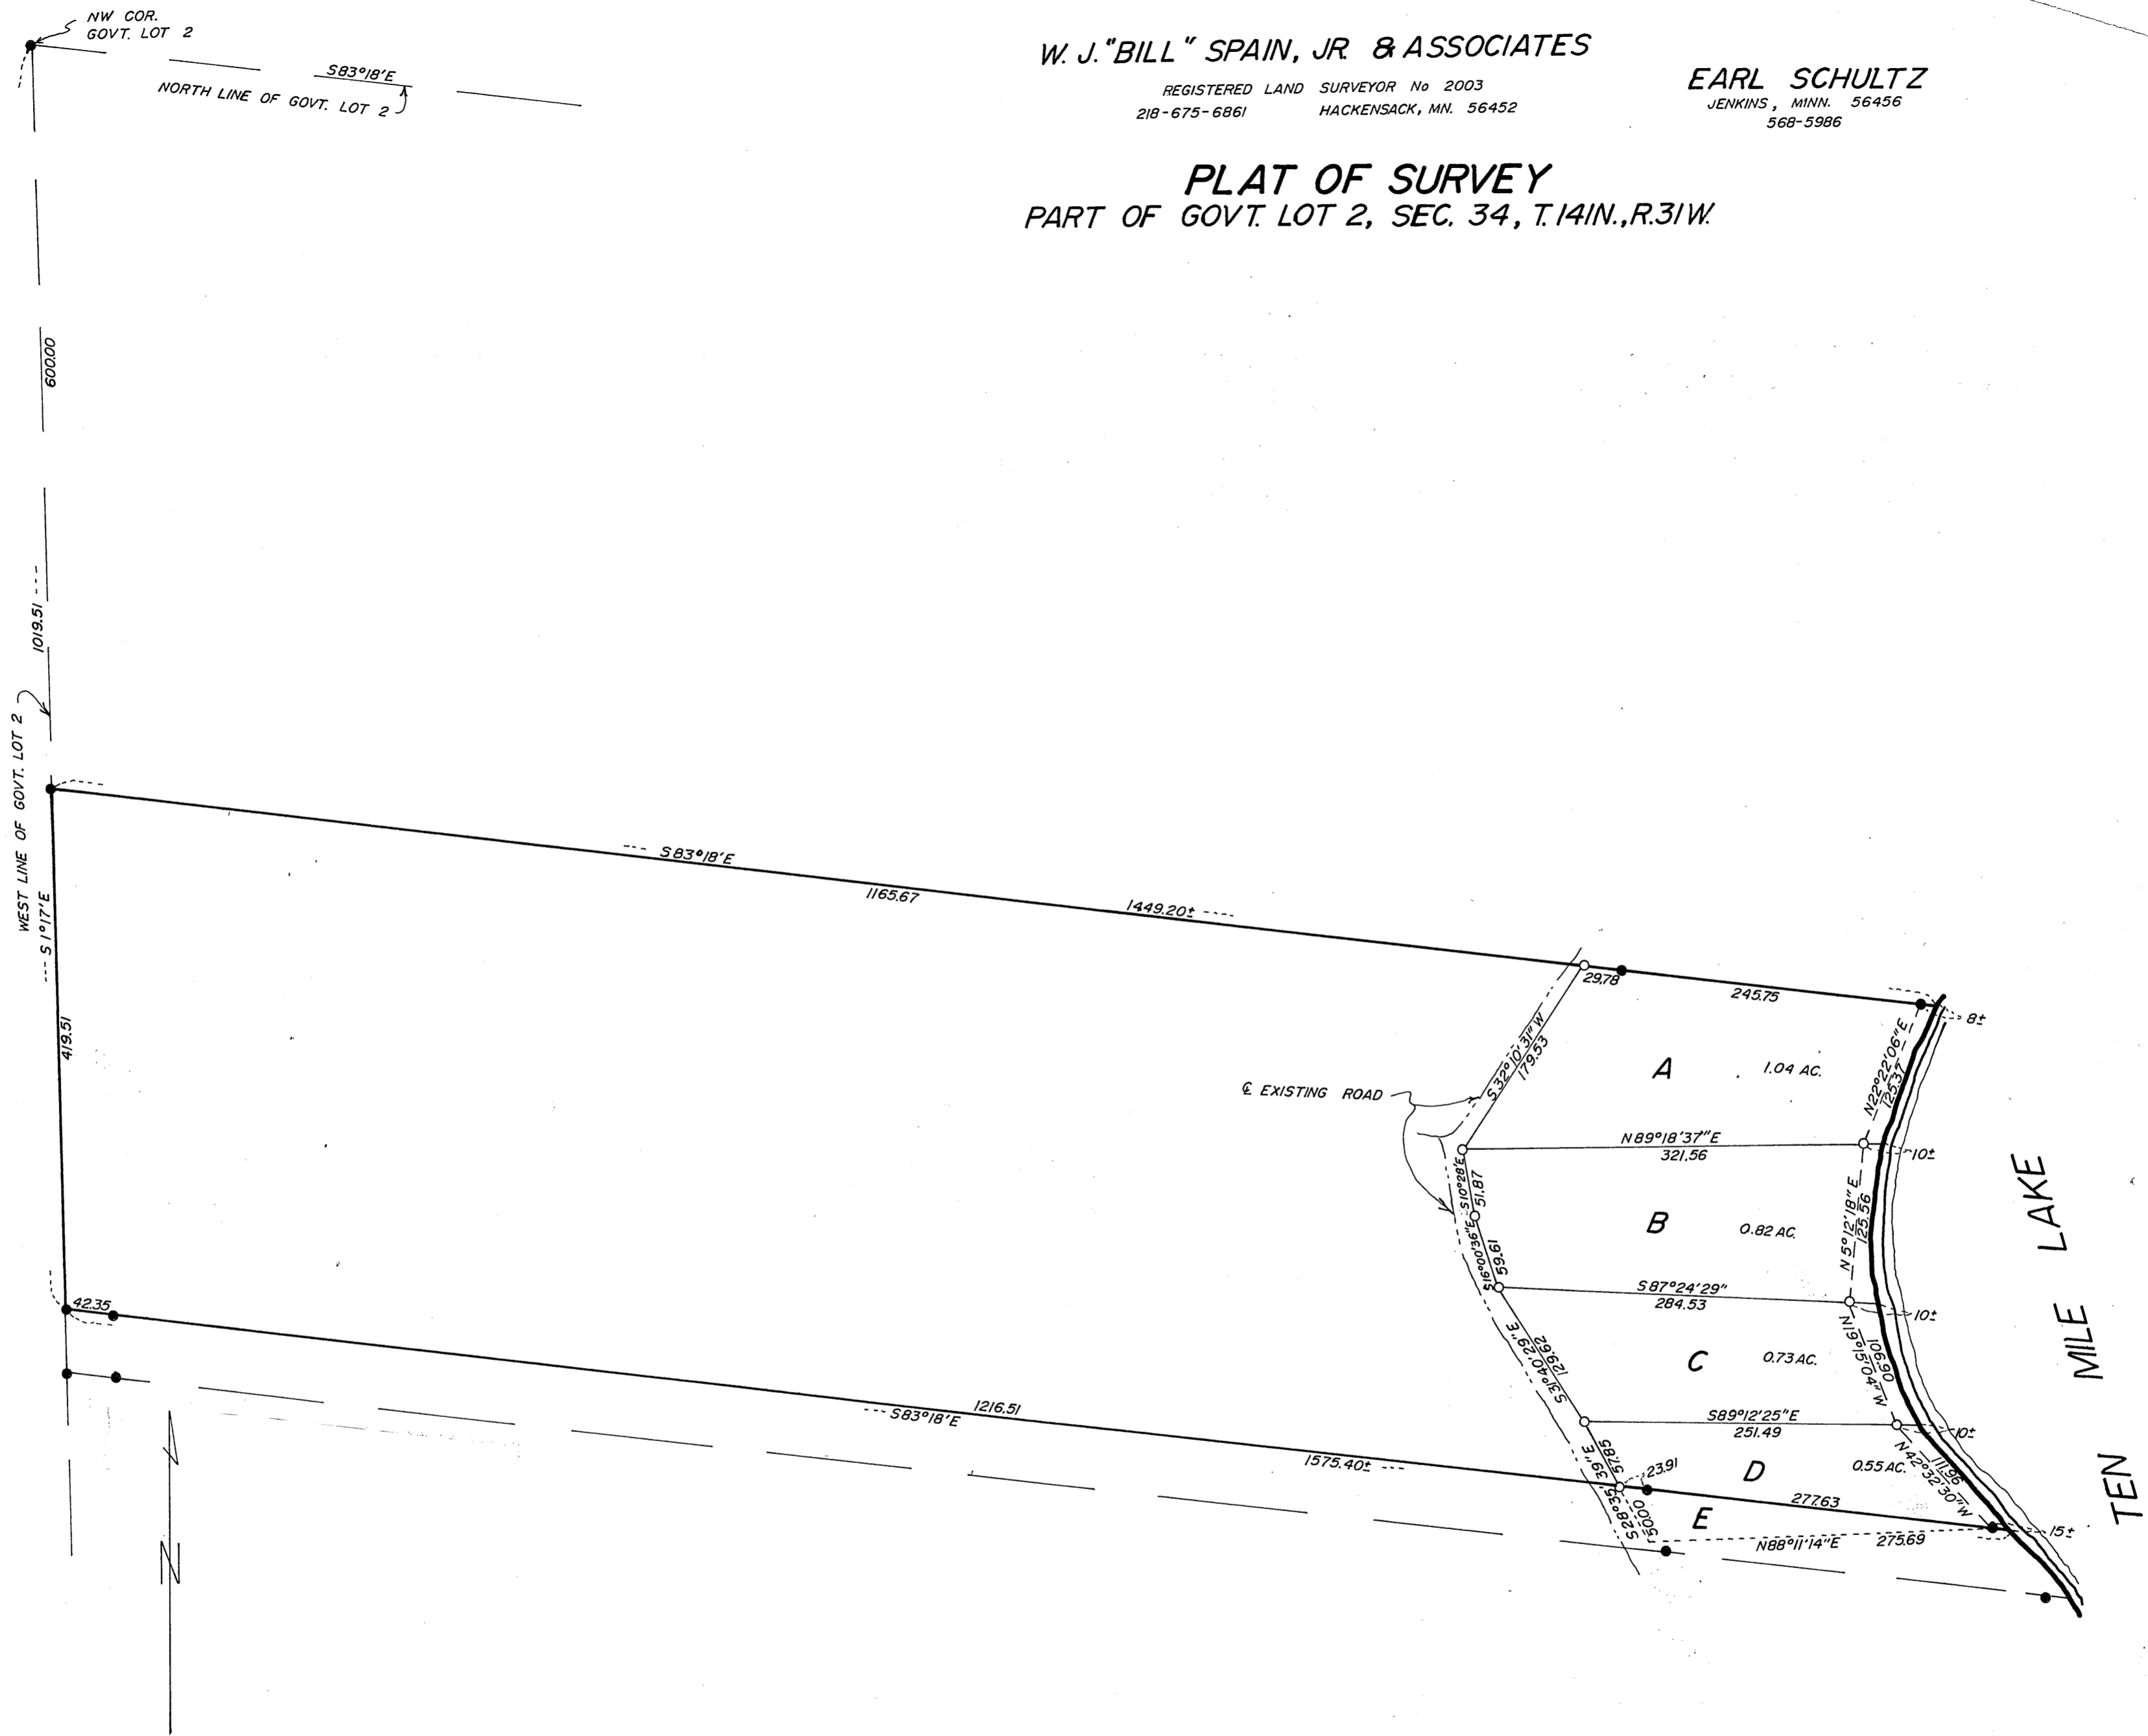 NW COR.
GOVT. LOT 2
S83°18'E
NORTH LINE OF GOVT. LOT 2
W. J. "BILL" SPAIN, JR. & ASSOCIATES
REGISTERED LAND SURVEYOR No 2003
218-675-6861 HACKENSACK, MN. 56452
EARL SCHULTZ
JENKINS, MINN. 56456
568-5986
PLAT OF SURVEY
PART OF GOVT. LOT 2, SEC. 34, T.141N.,R.31W.
600.00
1019.51
WEST LINE OF GOVT. LOT 2
S1°17'E
419.51
S83°18'E
1165.67
1449.20±
29.78
245.75
8±
S32°10'31"W
179.53
A
1.04 AC.
N22°22'06"E
125.37
℄ EXISTING ROAD
N89°18'37"E
321.56
10±
S10°28'E
51.87
S16°00'36"E
59.61
B
0.82 AC.
N5°12'18"E
125.56
S87°24'29"
284.53
10±
S31°40'29"E
129.62
C
0.73 AC.
N19°15'04"W
106.90
S89°12'25"E
251.49
10±
S28°35'39"E
57.85
23.91
D
0.55 AC.
N42°32'30"W
111.96
277.63
15±
50.00
E
N88°11'14"E
275.69
42.35
S83°18'E
1216.51
1575.40±
TEN MILE LAKE
N